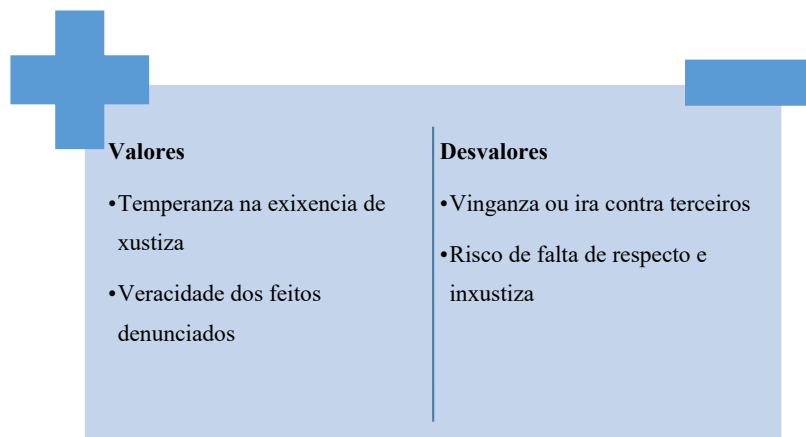 Valores
•Temperanza na exixencia de
xustiza
•Veracidade dos feitos
denunciados
Desvalores
•Vinganza ou ira contra terceiros
•Risco de falta de respecto e
inxustiza